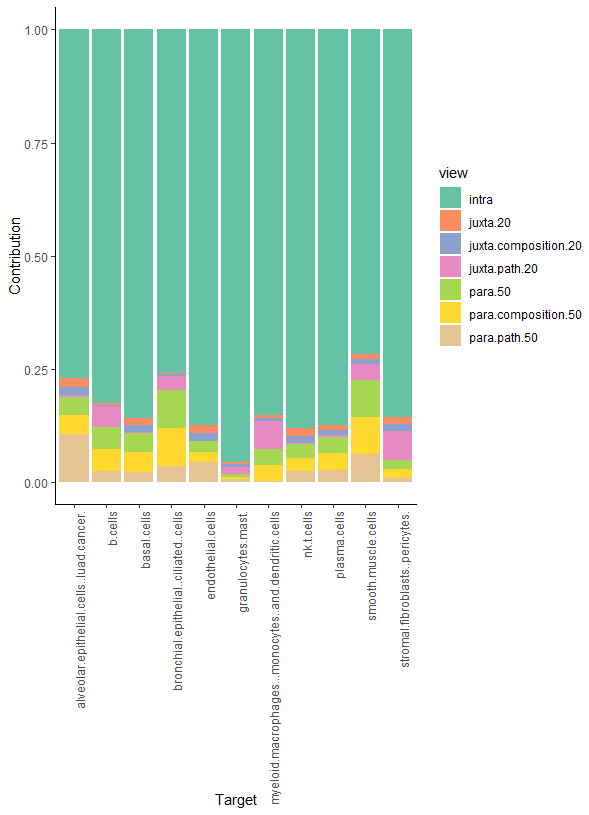 1.00
0.75
0.50
0.25
0.00
Contribution
alveolar.epithelial.cells..luad.cancer.
b.cells
basal.cells
bronchial.epithelial..ciliated..cells
endothelial.cells
granulocytes.mast.
myeloid.macrophages...monocytes..and.dendritic.cells
nk.t.cells
plasma.cells
smooth.muscle.cells
stromal.fibroblasts..pericytes.
Target
view
intra
juxta.20
juxta.composition.20
juxta.path.20
para.50
para.composition.50
para.path.50